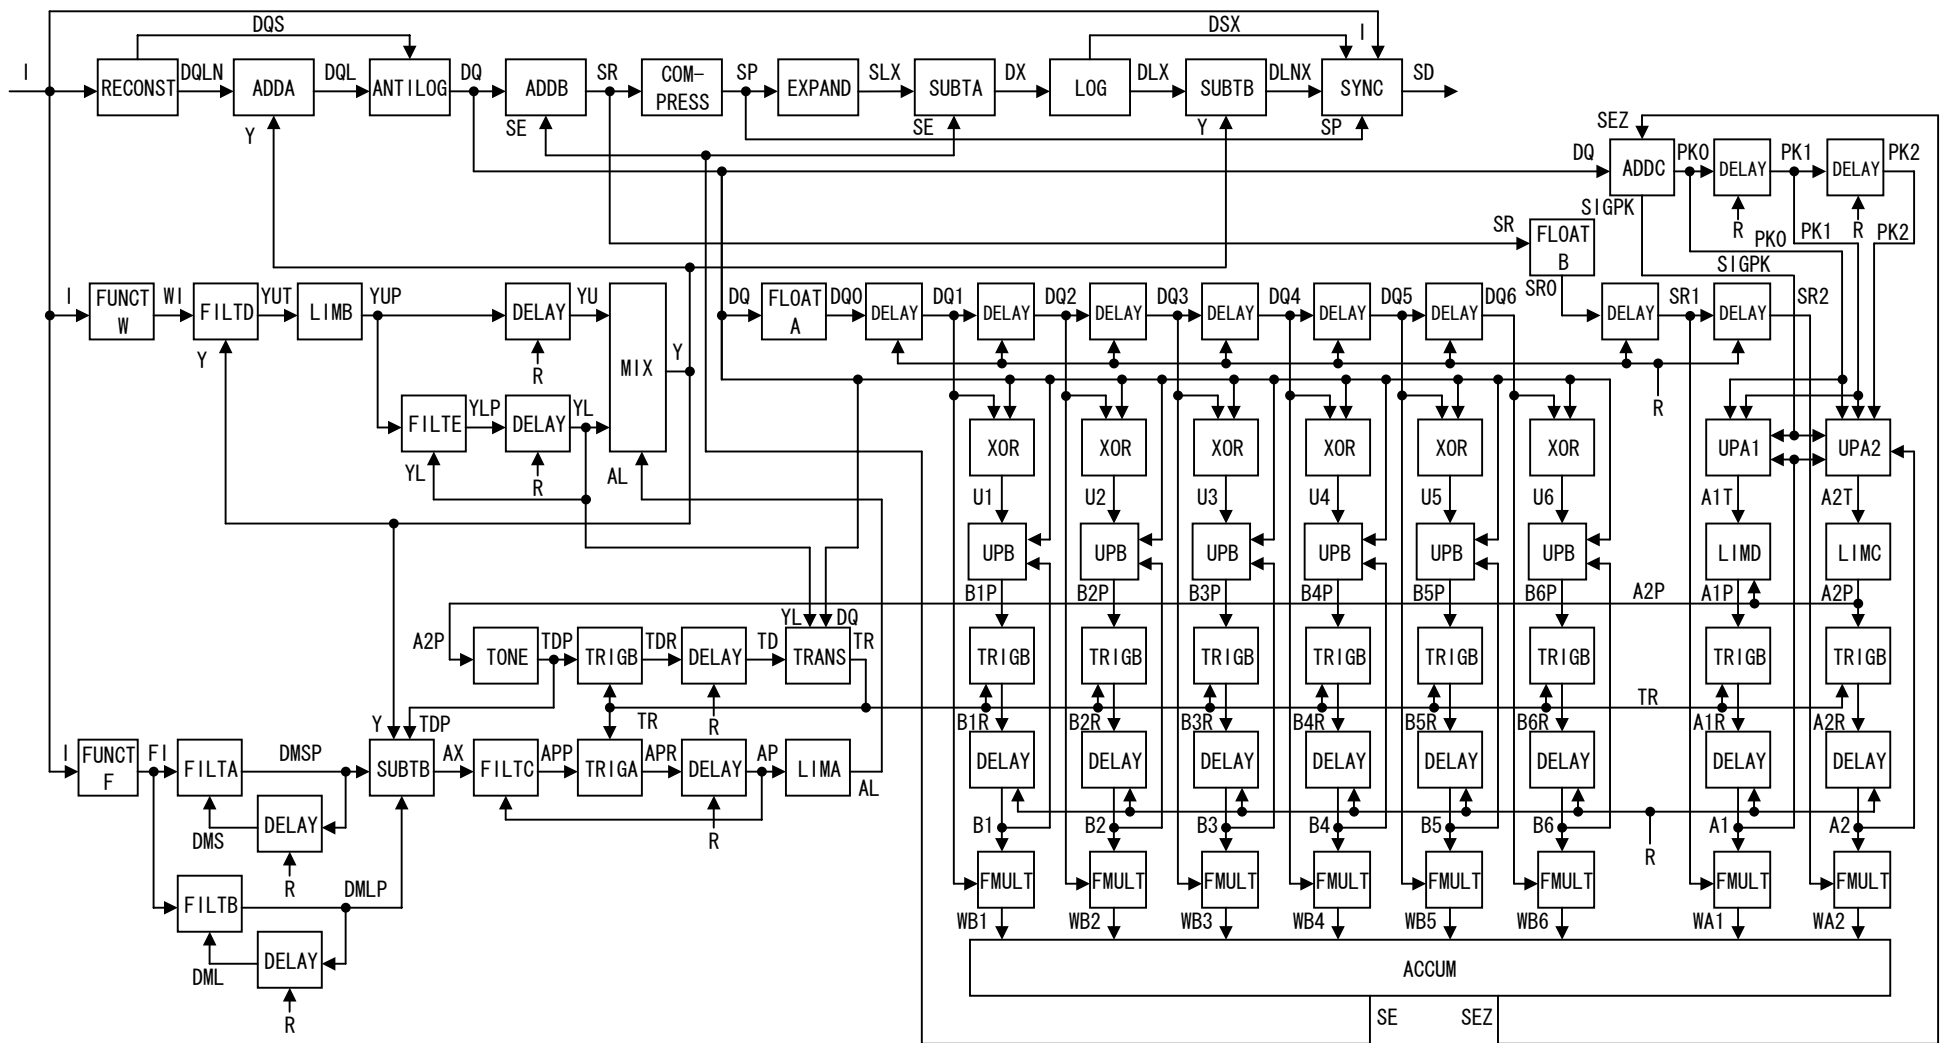 DQS DSX I
I DQLN DQL DQ SR SP SLX DX DLX DLNX SD
RECONST ADDA ANTILOG ADDB COM-PRESS EXPAND SUBTA LOG SUBTB SYNC
Y SE SE Y SP
SEZ
DQ ADDC PK0 DELAY PK1 DELAY PK2
SIGPK R PK1 R PK2
SR FLOAT B PK0
SIGPK
I FUNCT W WI FILTD YUT LIMB YUP DELAY YU MIX Y
DQ FLOAT A DQ0 DELAY DQ1 DELAY DQ2 DELAY DQ3 DELAY DQ4 DELAY DQ5 DELAY DQ6 SR0 DELAY SR1 DELAY SR2
Y R
R
FILTE YLP DELAY YL
YL R AL
XOR XOR XOR XOR XOR XOR UPA1 UPA2
U1 U2 U3 U4 U5 U6 A1T A2T
UPB UPB UPB UPB UPB UPB LIMD LIMC
B1P B2P B3P B4P B5P B6P A2P A1P A2P
YL DQ
A2P TONE TDP TRIGB TDR DELAY TD TRANS TR
TRIGB TRIGB TRIGB TRIGB TRIGB TRIGB TRIGB TRIGB
TR
Y TDP TR R B1R B2R B3R B4R B5R B6R A1R A2R
I FUNCT F FI FILTA DMSP SUBTB AX FILTC APP TRIGA APR DELAY AP LIMA AL
DELAY DELAY DELAY DELAY DELAY DELAY DELAY DELAY
DMS DELAY R B1 B2 B3 B4 B5 B6 A1 A2
R R
FILTB DMLP
FMULT FMULT FMULT FMULT FMULT FMULT FMULT FMULT
WB1 WB2 WB3 WB4 WB5 WB6 WA1 WA2
DML DELAY
ACCUM
R
SE SEZ